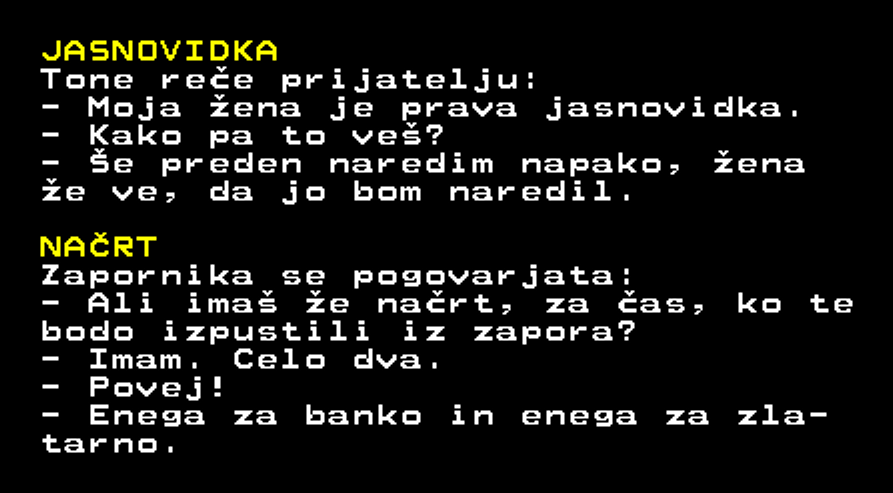 JASNOVIDKA
Tone reče prijatelju:
- Moja žena je prava jasnovidka.
- Kako pa to veš?
- Še preden naredim napako, žena
že ve, da jo bom naredil.
NAČRT
Zapornika se pogovarjata:
- Ali imaš že načrt, za čas, ko te
bodo izpustili iz zapora?
- Imam. Celo dva.
- Povej!
- Enega za banko in enega za zla-
tarno.